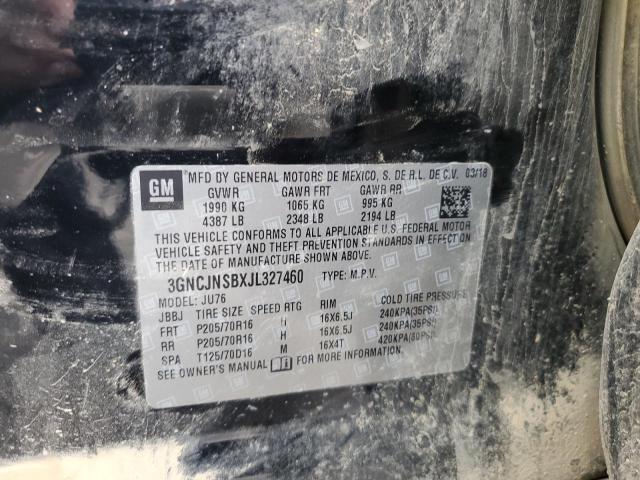 GM
MFD BY GENERAL MOTORS DE MEXICO, S. DE R.L. DE C.V. 03/18
GVWR GAWR FRT GAWR RR
1990 KG 1065 KG 995 KG
4387 LB 2348 LB 2194 LB
THIS VEHICLE CONFORMS TO ALL APPLICABLE U.S. FEDERAL MOTOR
VEHICLE SAFETY AND THEFT PREVENTION STANDARDS IN EFFECT ON
THE DATE OF MANUFACTURE SHOWN ABOVE.
3GNCJNSBXJL327460 TYPE: M.P.V.
MODEL: JU76
JBBJ TIRE SIZE SPEED RTG RIM COLD TIRE PRESSURE
FRT P205/70R16 H 16X6.5J 240KPA(35PSI)
RR P205/70R16 H 16X6.5J 240KPA(35PSI)
SPA T125/70D16 M 16X4T 420KPA(60PSI)
SEE OWNER'S MANUAL FOR MORE INFORMATION.